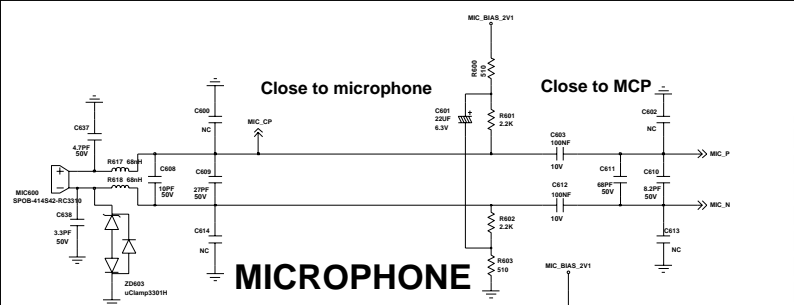 MIC_BIAS_2V1
R600
510
Close to microphone
Close to MCP
C637
4.7PF
50V
C600
NC
MIC_CP
C601
22UF
6.3V
R601
2.2K
C602
NC
C603
100NF
10V
MIC_P
R617 68nH
R618 68nH
C608
10PF
50V
C609
27PF
50V
C611
68PF
50V
C610
8.2PF
50V
MIC600
SPOB-414S42-RC3310
C612
100NF
10V
MIC_N
C638
3.3PF
50V
C614
NC
R602
2.2K
C613
NC
R603
510
MICROPHONE
MIC_BIAS_2V1
ZD603
uClamp3301H